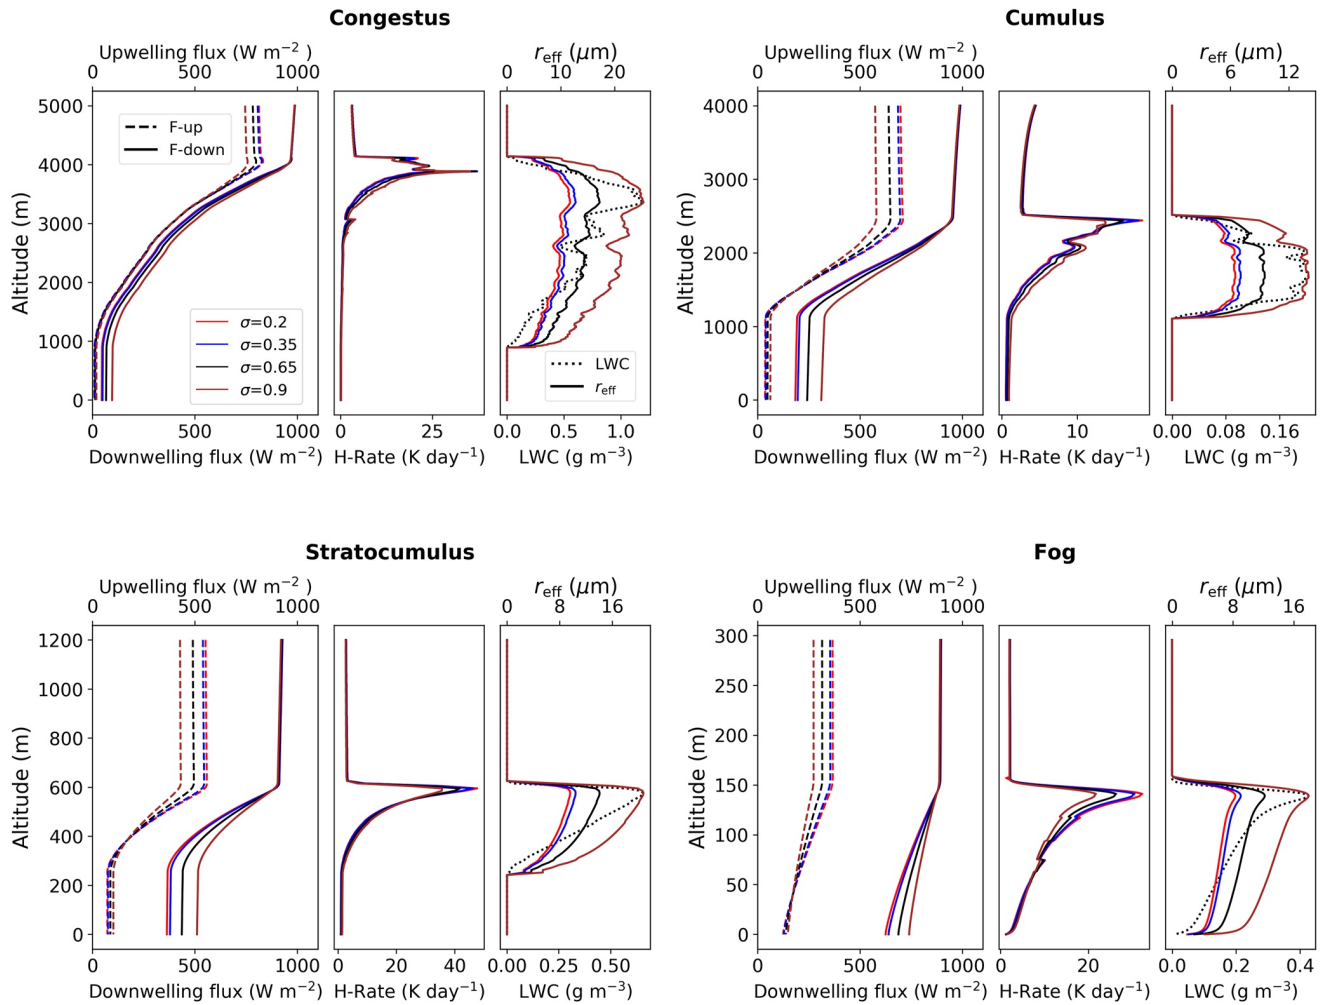 Congestus
Upwelling flux (W m⁻² )
0 500 1000
r_eff (μm)
0 10 20
5000
4000
3000
2000
1000
0
Altitude (m)
F-up
F-down
σ=0.2
σ=0.35
σ=0.65
σ=0.9
LWC
r_eff
0 500 1000
Downwelling flux (W m⁻²)
0 25
H-Rate (K day⁻¹)
0.0 0.5 1.0
LWC (g m⁻³)
Cumulus
Upwelling flux (W m⁻² )
0 500 1000
r_eff (μm)
0 6 12
4000
3000
2000
1000
0
Altitude (m)
0 500 1000
Downwelling flux (W m⁻²)
0 10
H-Rate (K day⁻¹)
0.00 0.08 0.16
LWC (g m⁻³)
Stratocumulus
Upwelling flux (W m⁻² )
0 500 1000
r_eff (μm)
0 8 16
1200
1000
800
600
400
200
0
Altitude (m)
0 500 1000
Downwelling flux (W m⁻²)
0 20 40
H-Rate (K day⁻¹)
0.00 0.25 0.50
LWC (g m⁻³)
Fog
Upwelling flux (W m⁻² )
0 500 1000
r_eff (μm)
0 8 16
300
250
200
150
100
50
0
Altitude (m)
0 500 1000
Downwelling flux (W m⁻²)
0 20
H-Rate (K day⁻¹)
0.0 0.2 0.4
LWC (g m⁻³)